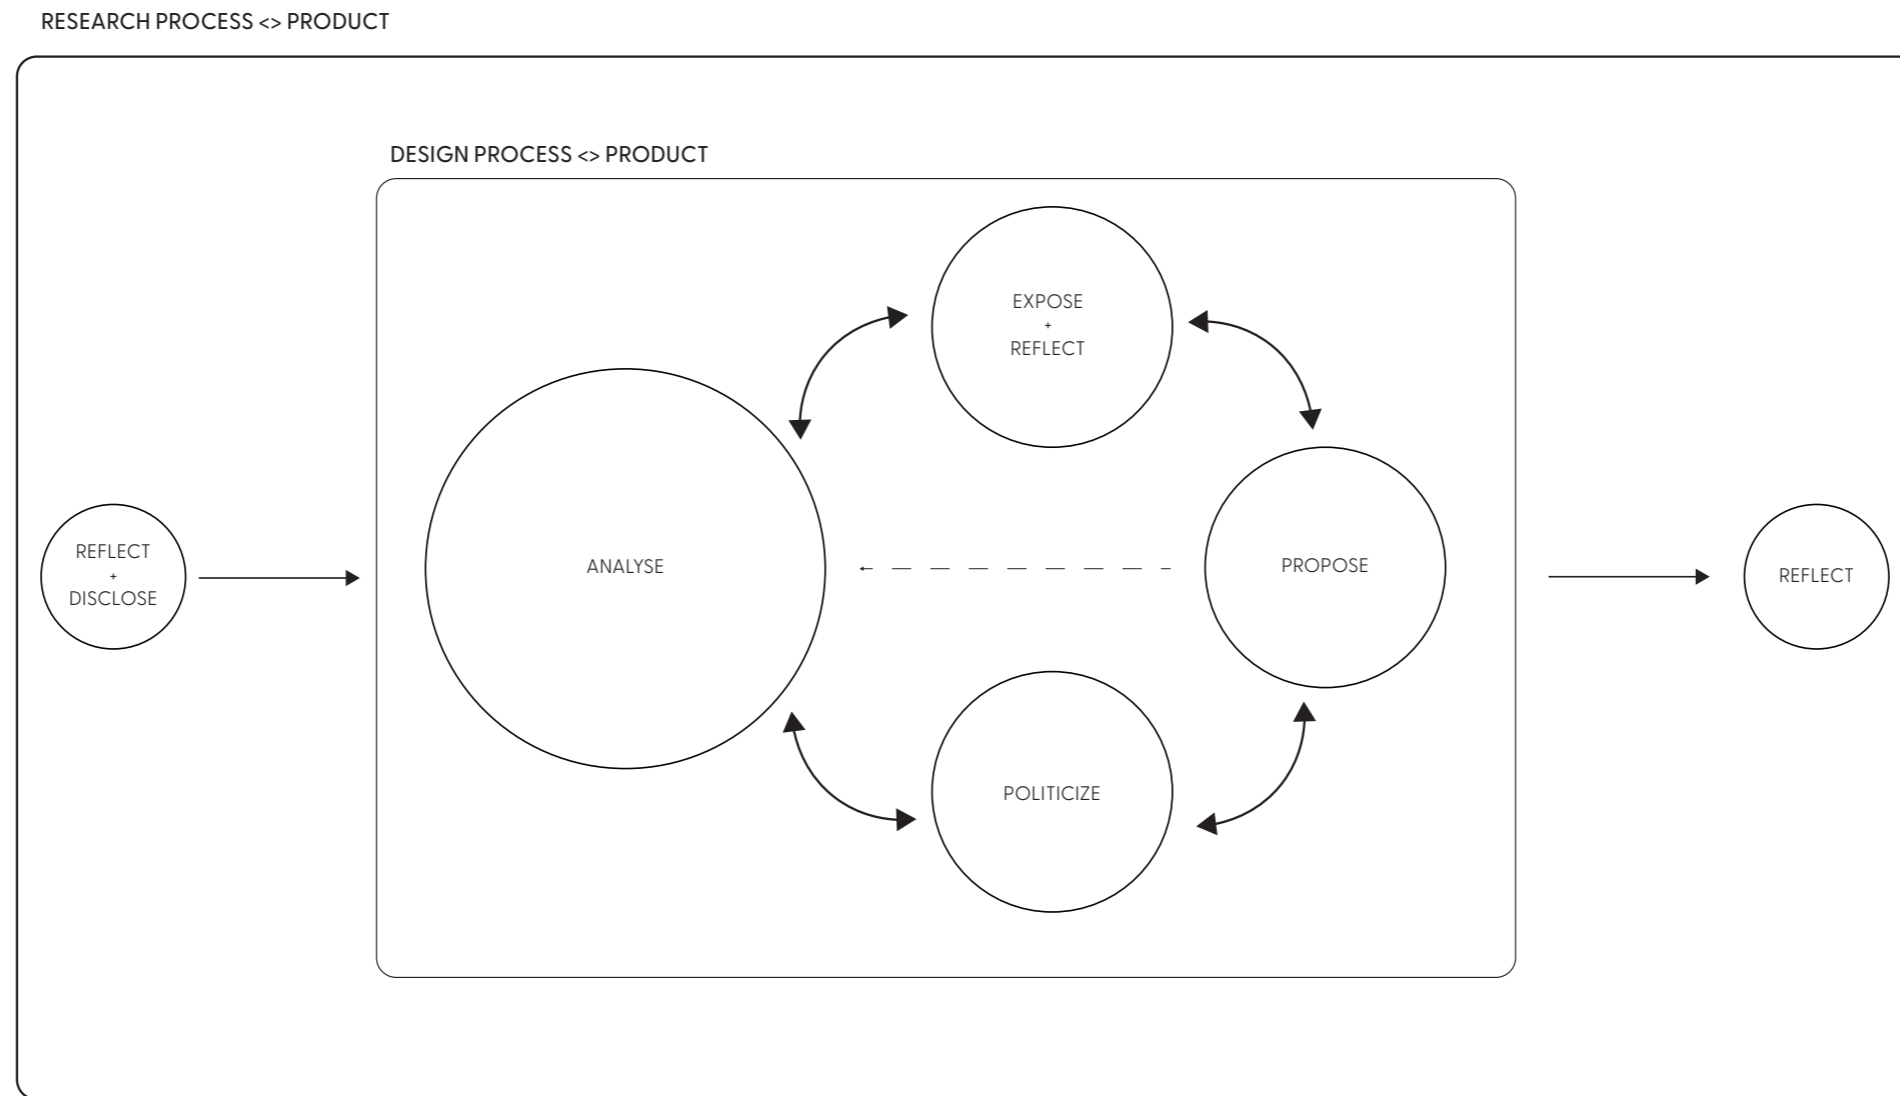 RESEARCH PROCESS <> PRODUCT
DESIGN PROCESS <> PRODUCT
EXPOSE
+
REFLECT
REFLECT
+
DISCLOSE
ANALYSE
PROPOSE
REFLECT
POLITICIZE